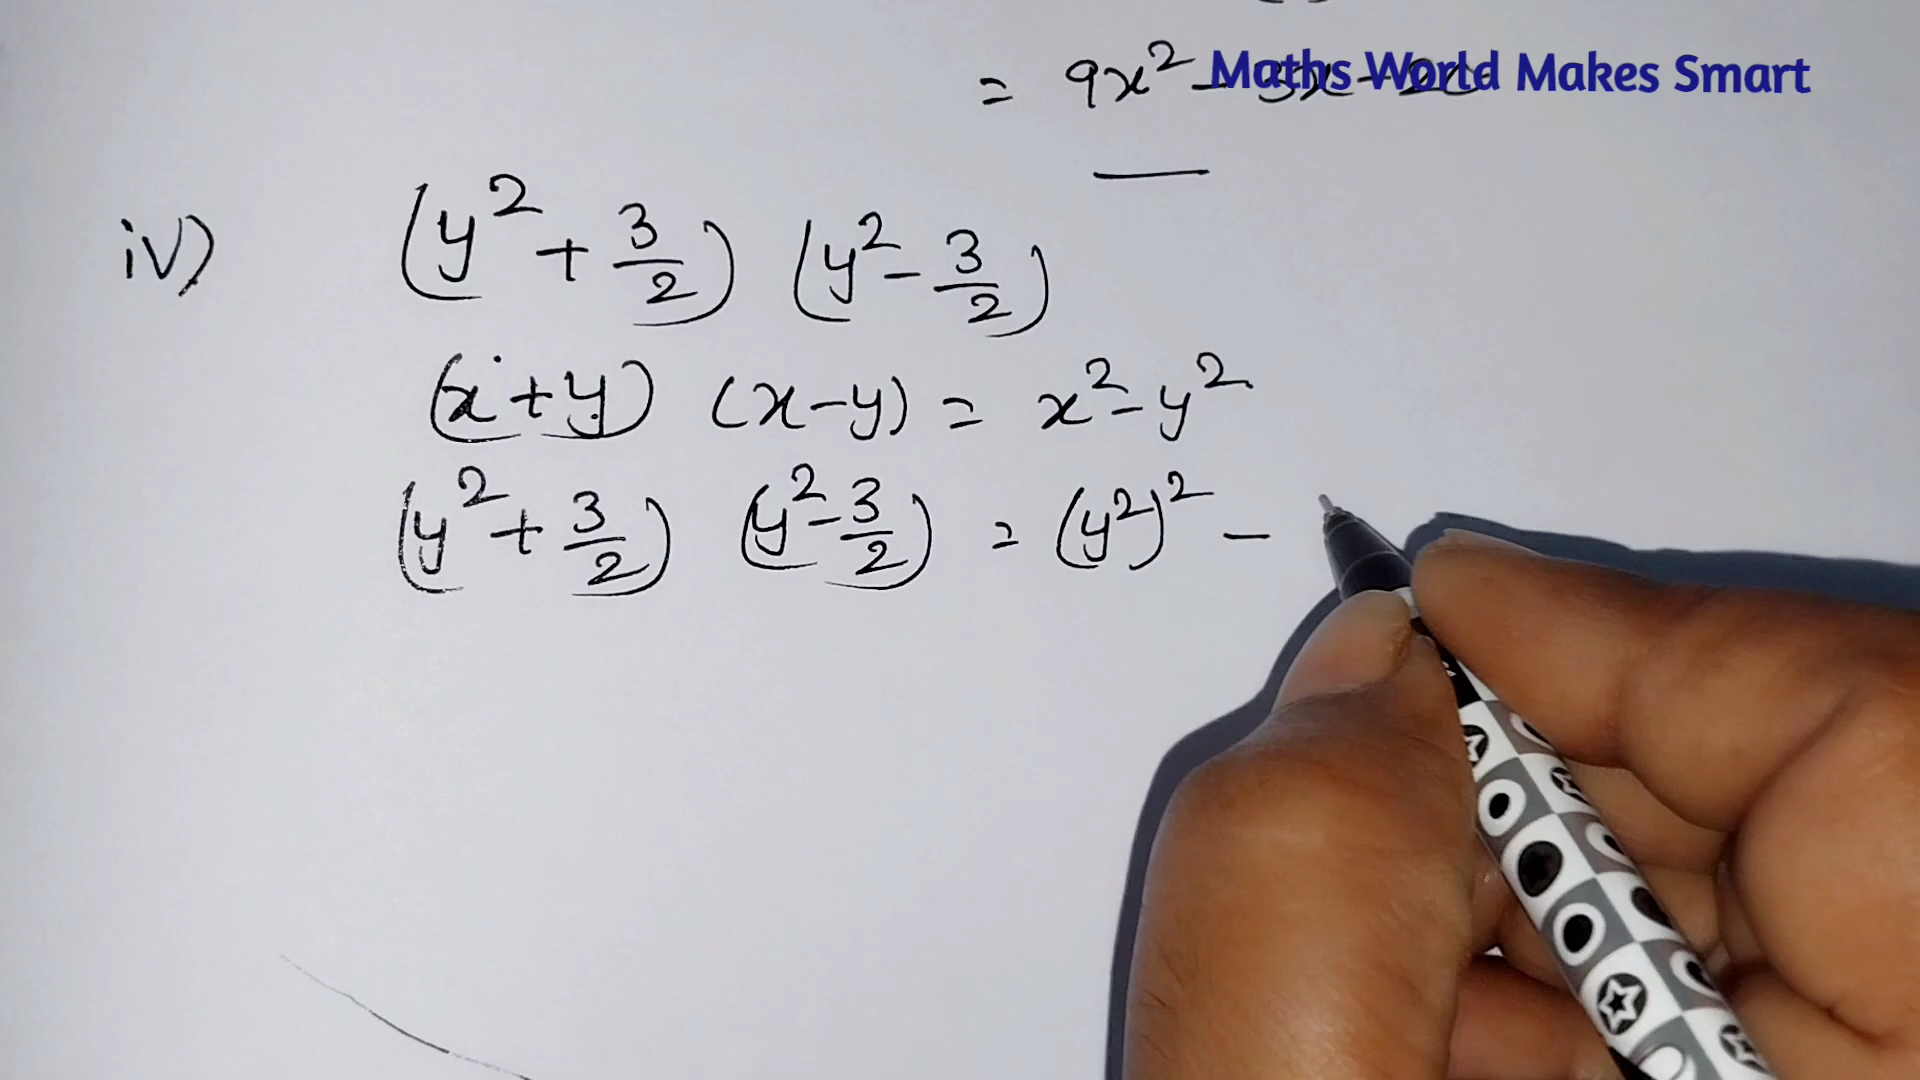 = 9x² -
Maths World Makes Smart
iv) (y² + 3/2) (y² - 3/2)
(x + y) (x - y) = x² - y²
(y² + 3/2) (y² - 3/2) = (y²)² -